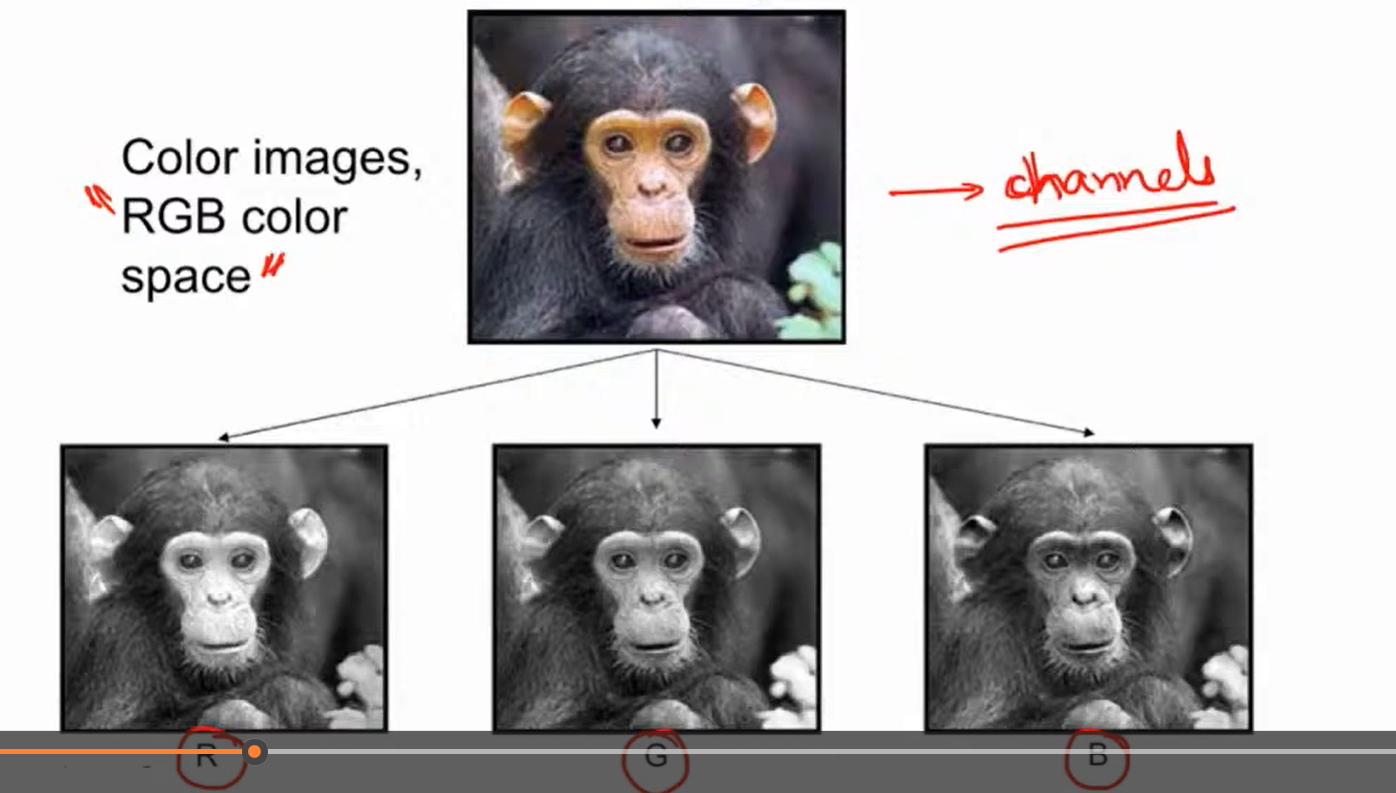 Color images,
"RGB color
space"
channels
R
G
B